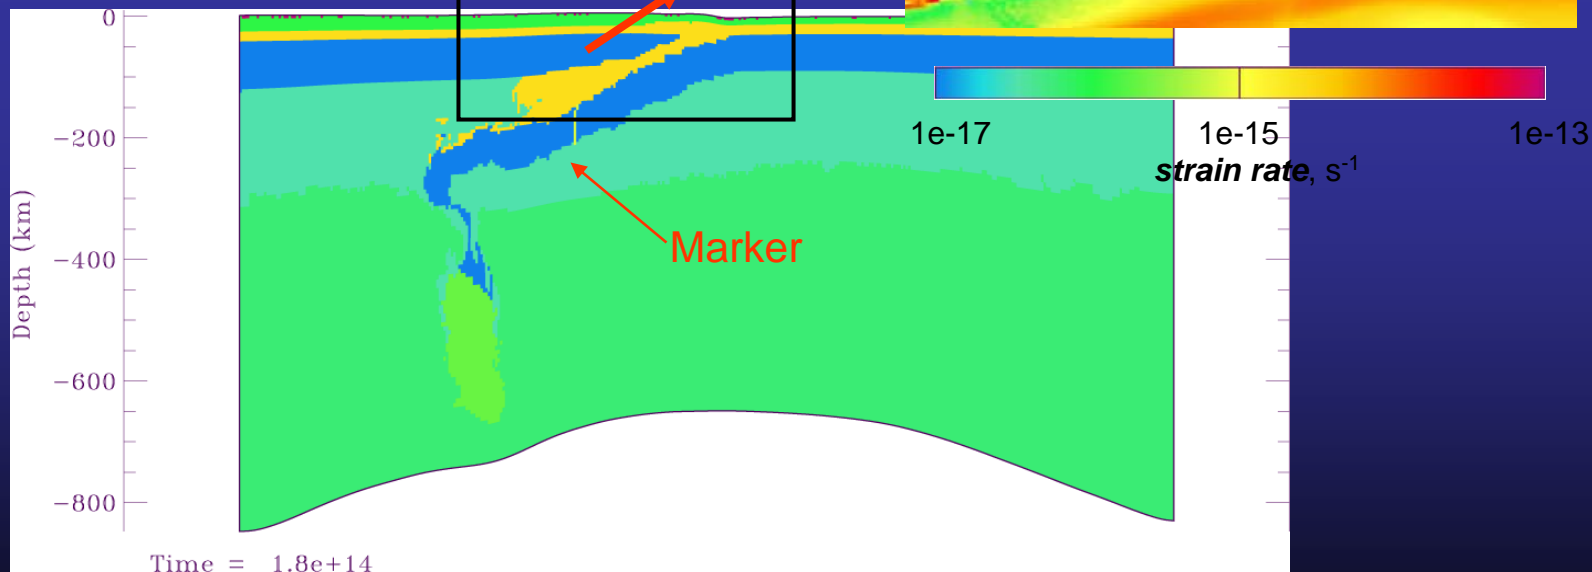 0
−200
−400
−600
−800
Depth (km)
Marker
1e-17 1e-15 1e-13
strain rate, s-1
Time = 1.8e+14